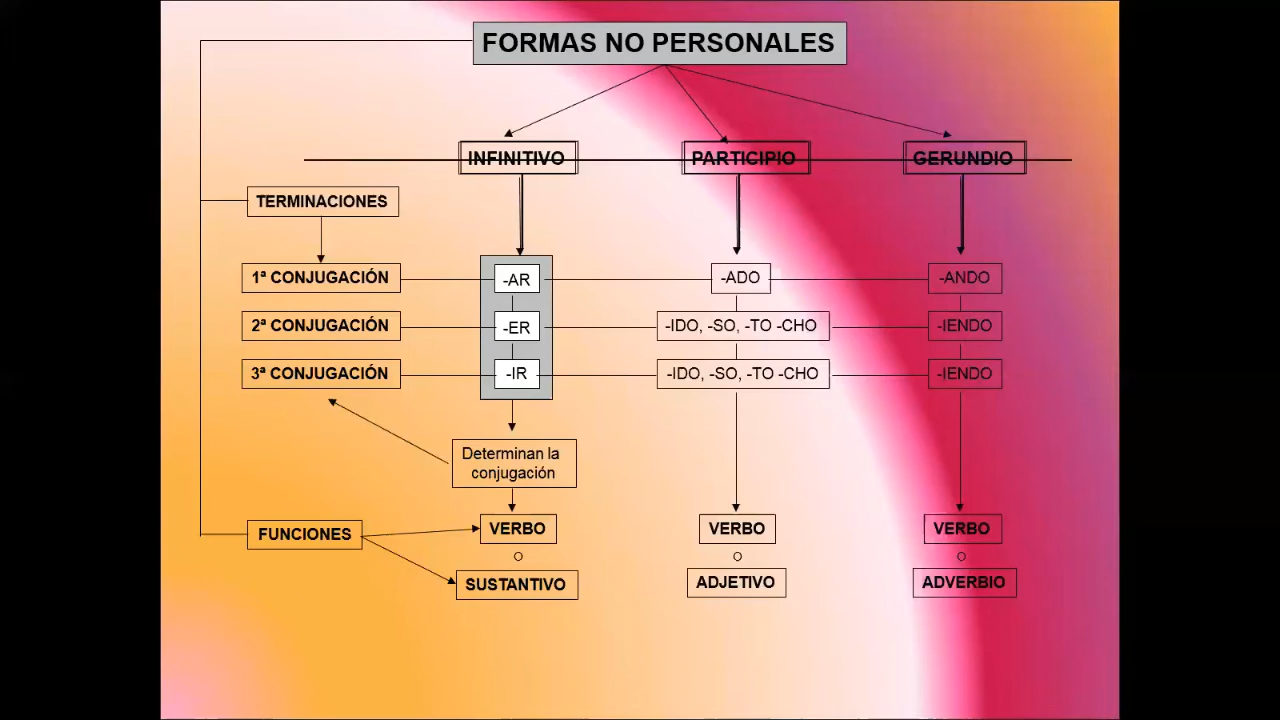 FORMAS NO PERSONALES
INFINITIVO PARTICIPIO GERUNDIO
TERMINACIONES
1ª CONJUGACIÓN -AR -ADO -ANDO
2ª CONJUGACIÓN -ER -IDO, -SO, -TO -CHO -IENDO
3ª CONJUGACIÓN -IR -IDO, -SO, -TO -CHO -IENDO
Determinan la
conjugación
FUNCIONES VERBO VERBO VERBO
O O O
SUSTANTIVO ADJETIVO ADVERBIO